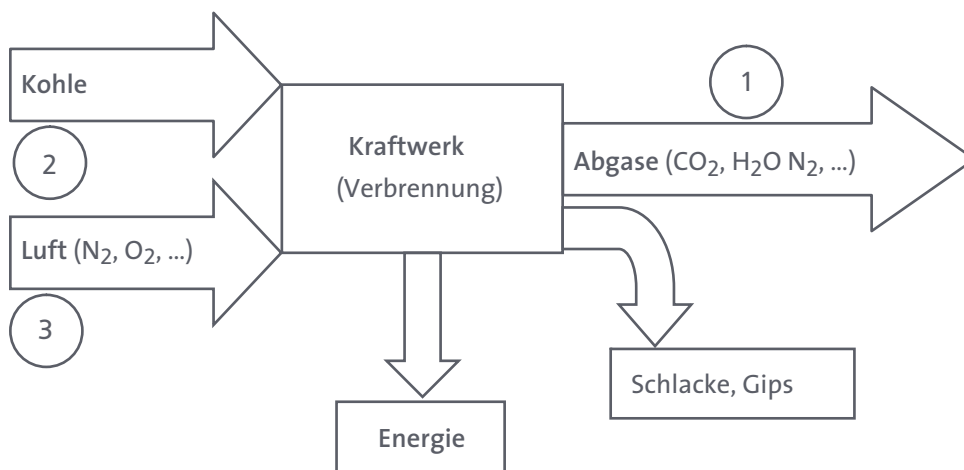 1
Kohle
2
Kraftwerk
(Verbrennung)
Abgase (CO₂, H₂O N₂, ...)
Luft (N₂, O₂, ...)
3
Schlacke, Gips
Energie